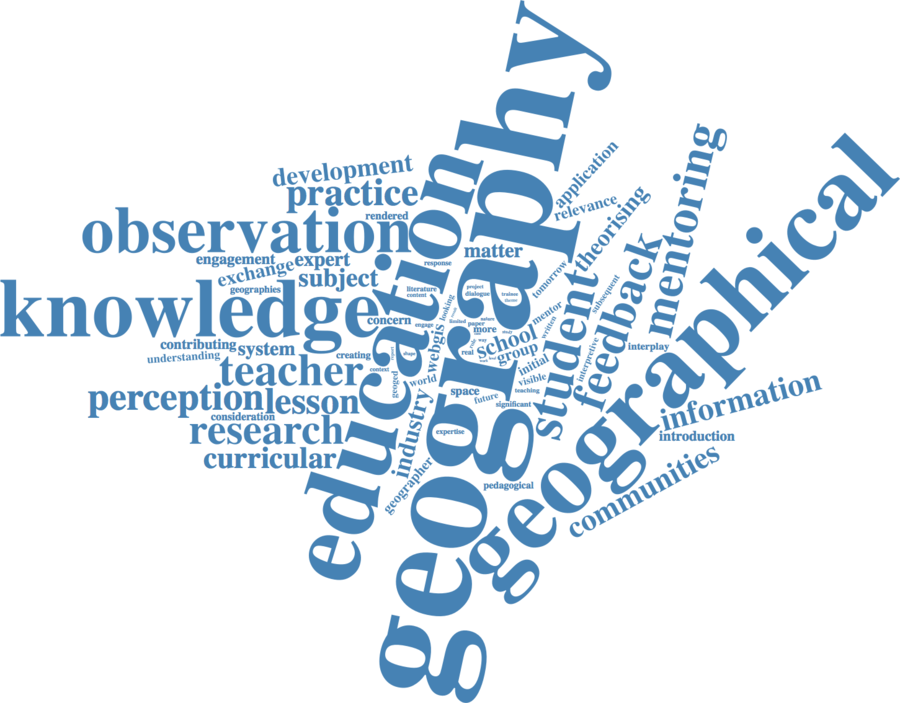 geography
development
practice
rendered
observation
engagement
expert
exchange
subject
geographies
knowledge
contributing
understanding
system
teacher
perception
lesson
consideration
research
curricular
education
application
relevance
matter
response
theorising
mentoring
geographical
tomorrow
project
dialogue
trainee
literature
content
looking
concern
engage
limited
nature
paper
more
mentor
written
subsequent
student
feedback
school
group
webgis
way
real
creating
shape
context
geoged
world
initial
interpretive
interplay
visible
teaching
space
future
significant
industry
expertise
geographer
pedagogical
information
introduction
communities